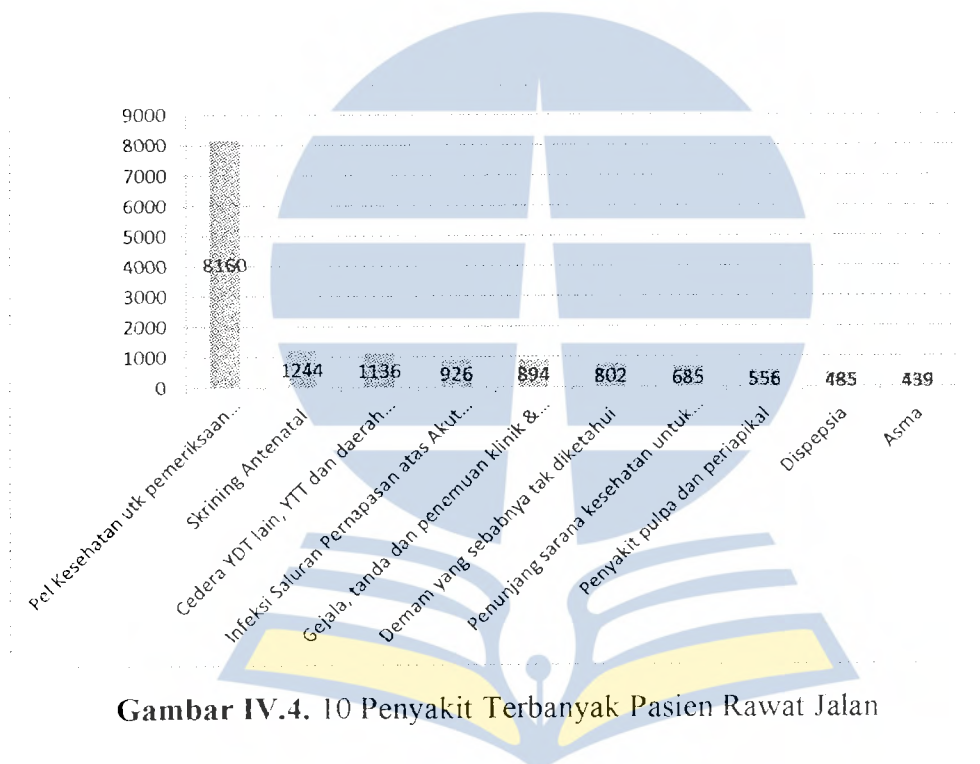 9000
8000
7000
6000
5000
4000
3000
2000
1000
0
8160
1244
1136
926
894
802
685
556
485
439
Pel Kesehatan utk pemeriksaan...
Skrining Antenatal
Cedera YDT lain, YTT dan daerah...
Infeksi Saluran Pernapasan atas Akut...
Gejala, tanda dan penemuan klinik &...
Demam yang sebabnya tak diketahui
Penunjang sarana kesehatan untuk...
Penyakit pulpa dan periapikal
Dispepsia
Asma
Gambar IV.4. 10 Penyakit Terbanyak Pasien Rawat Jalan